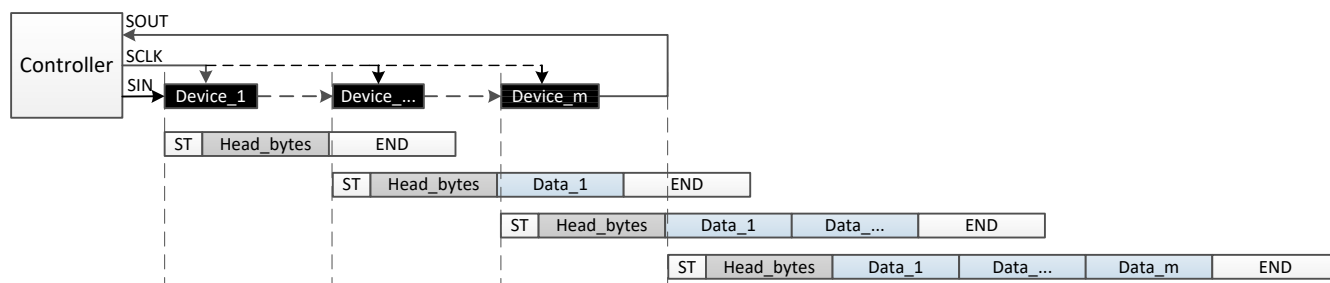 SOUT
Controller
SCLK
SIN
Device_1
Device_...
Device_m
ST Head_bytes END
ST Head_bytes Data_1 END
ST Head_bytes Data_1 Data_... END
ST Head_bytes Data_1 Data_... Data_m END